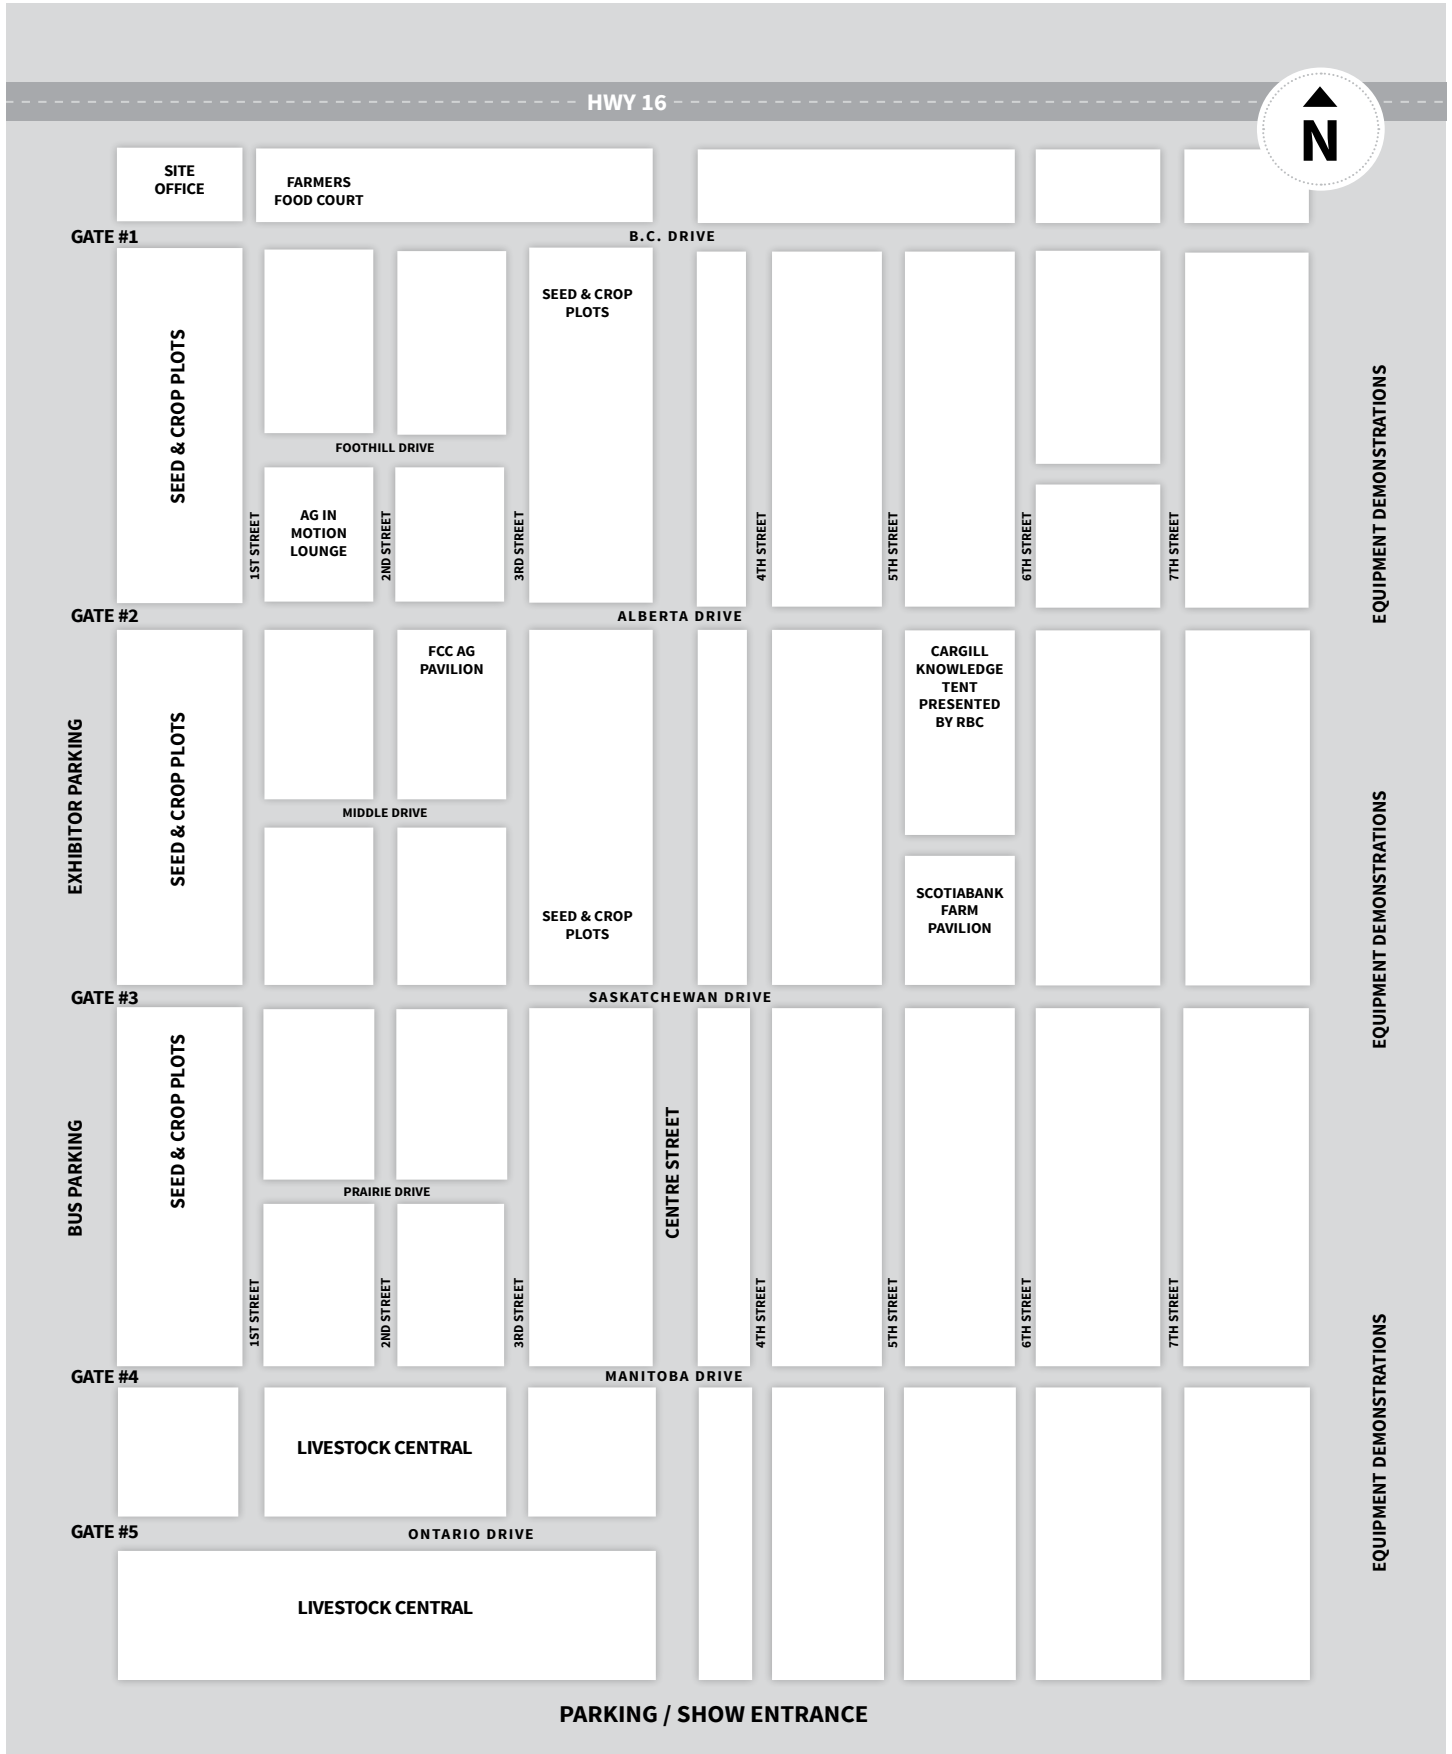 HWY 16
N
SITE
OFFICE
FARMERS
FOOD COURT
GATE #1
B.C. DRIVE
SEED & CROP PLOTS
SEED & CROP
PLOTS
FOOTHILL DRIVE
AG IN
MOTION
LOUNGE
1ST STREET
2ND STREET
3RD STREET
4TH STREET
5TH STREET
6TH STREET
7TH STREET
EQUIPMENT DEMONSTRATIONS
GATE #2
ALBERTA DRIVE
EXHIBITOR PARKING
SEED & CROP PLOTS
FCC AG
PAVILION
CARGILL
KNOWLEDGE
TENT
PRESENTED
BY RBC
MIDDLE DRIVE
SEED & CROP
PLOTS
SCOTIABANK
FARM
PAVILION
EQUIPMENT DEMONSTRATIONS
GATE #3
SASKATCHEWAN DRIVE
BUS PARKING
SEED & CROP PLOTS
PRAIRIE DRIVE
CENTRE STREET
1ST STREET
2ND STREET
3RD STREET
4TH STREET
5TH STREET
6TH STREET
7TH STREET
GATE #4
MANITOBA DRIVE
LIVESTOCK CENTRAL
EQUIPMENT DEMONSTRATIONS
GATE #5
ONTARIO DRIVE
LIVESTOCK CENTRAL
PARKING / SHOW ENTRANCE